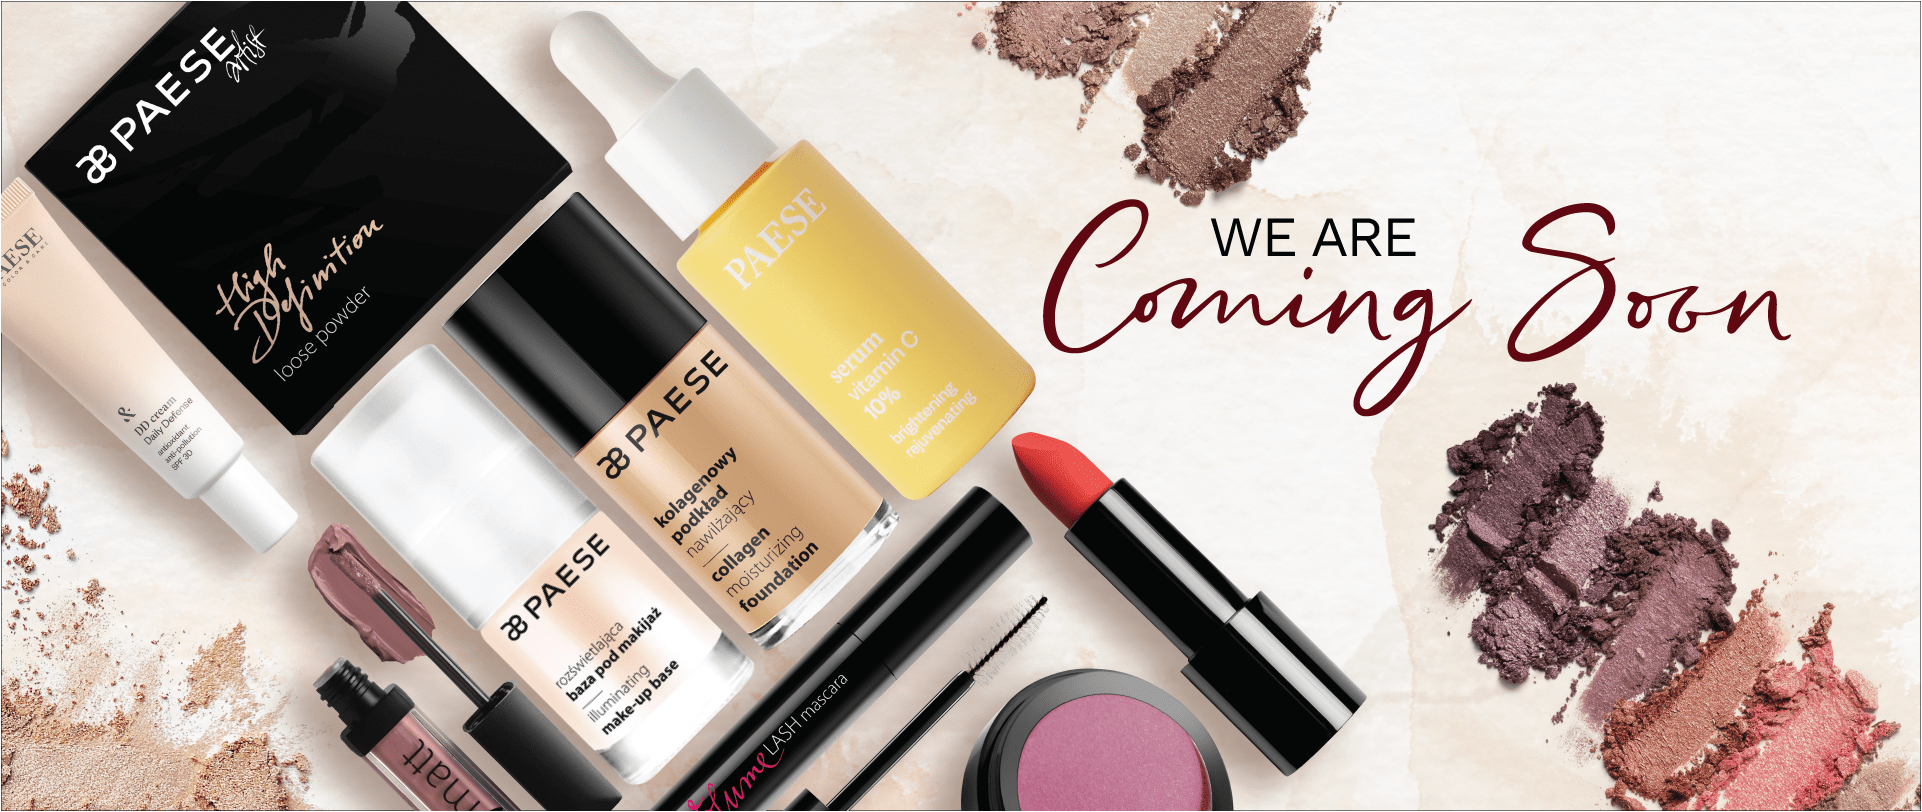 PAESE
artist
High
Definition
loose powder
COLOR & CARE
&
DD cream
Daily Defense
antioxidant
anti-pollution
SPF 30
PAESE
rozświetlająca
baza pod makijaż
illuminating
make-up base
PAESE
kolagenowy
podkład
nawilżający
collagen
moisturizing
foundation
PAESE
serum
vitamin C
10%
brightening
rejuvenating
matt
LASH mascara
WE ARE
Coming Soon